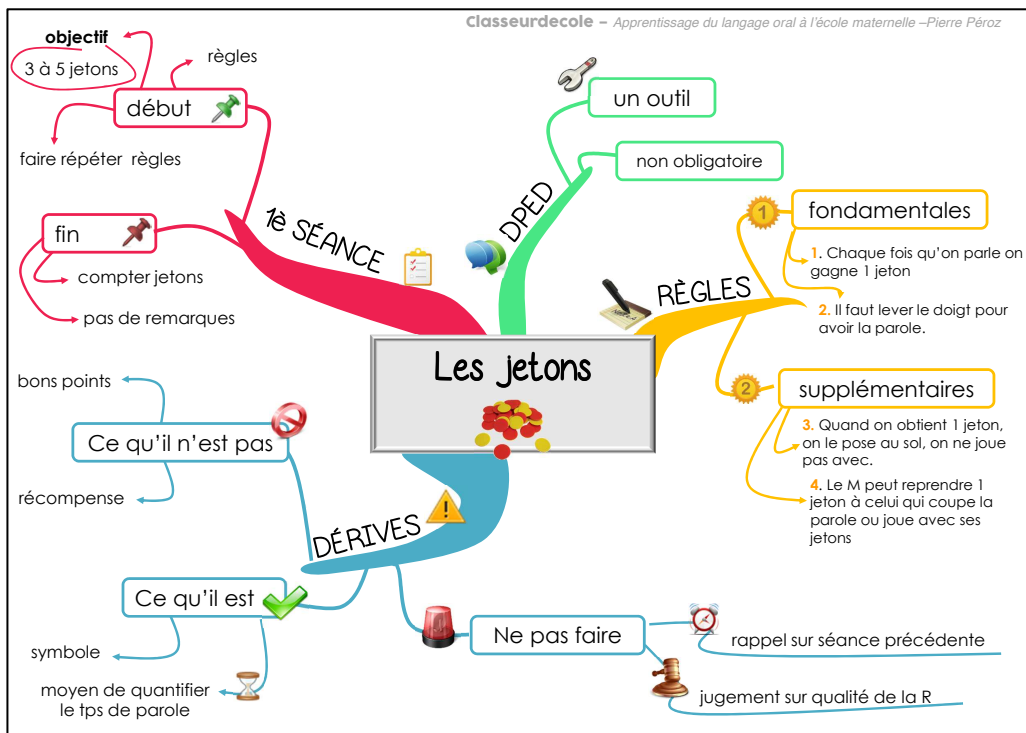 Classeurdecole – Apprentissage du langage oral à l'école maternelle –Pierre Péroz
objectif
3 à 5 jetons
règles
début
faire répéter règles
1è SÉANCE
fin
compter jetons
pas de remarques
DPED
un outil
non obligatoire
RÈGLES
1
fondamentales
1. Chaque fois qu'on parle on
gagne 1 jeton
2. Il faut lever le doigt pour
avoir la parole.
2
supplémentaires
3. Quand on obtient 1 jeton,
on le pose au sol, on ne joue
pas avec.
4. Le M peut reprendre 1
jeton à celui qui coupe la
parole ou joue avec ses
jetons
Les jetons
DÉRIVES
bons points
Ce qu'il n'est pas
récompense
Ce qu'il est
symbole
moyen de quantifier
le tps de parole
Ne pas faire
rappel sur séance précédente
jugement sur qualité de la R